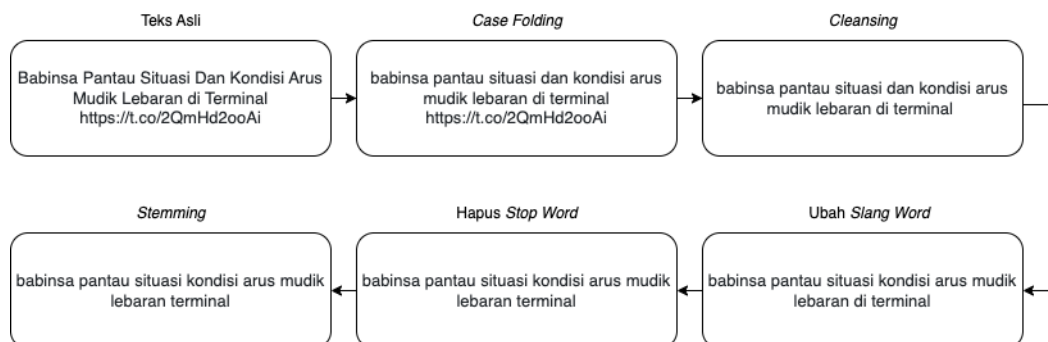 Teks Asli
Babinsa Pantau Situasi Dan Kondisi Arus
Mudik Lebaran di Terminal
https://t.co/2QmHd2ooAi
Case Folding
babinsa pantau situasi dan kondisi arus
mudik lebaran di terminal
https://t.co/2QmHd2ooAi
Cleansing
babinsa pantau situasi dan kondisi arus
mudik lebaran di terminal
Ubah Slang Word
babinsa pantau situasi kondisi arus mudik
lebaran di terminal
Hapus Stop Word
babinsa pantau situasi kondisi arus mudik
lebaran terminal
Stemming
babinsa pantau situasi kondisi arus mudik
lebaran terminal